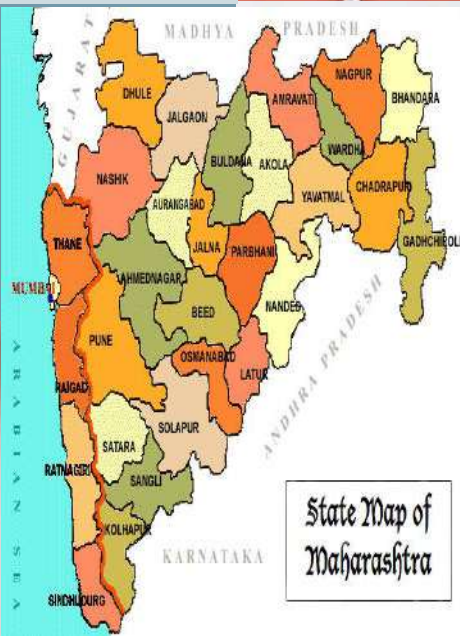 MADHYA PRADESH
GUJARAT
DHULE
JALGAON
BULDANA
AKOLA
AMRAVATI
NAGPUR
WARDHA
BHANDARA
NASHIK
AURANGABAD
JALNA
PARBHANI
YAVATMAL
CHADRAPUR
GADHCHIROLI
THANE
MUMBAI
AHMEDNAGAR
BEED
NANDED
PUNE
RAIGAD
OSMANABAD
LATUR
ANDHRA PRADESH
ARABIAN SEA
SATARA
SOLAPUR
RATNAGIRI
SANGLI
KOLHAPUR
KARNATAKA
SINDHUDURG
State Map of
Maharashtra